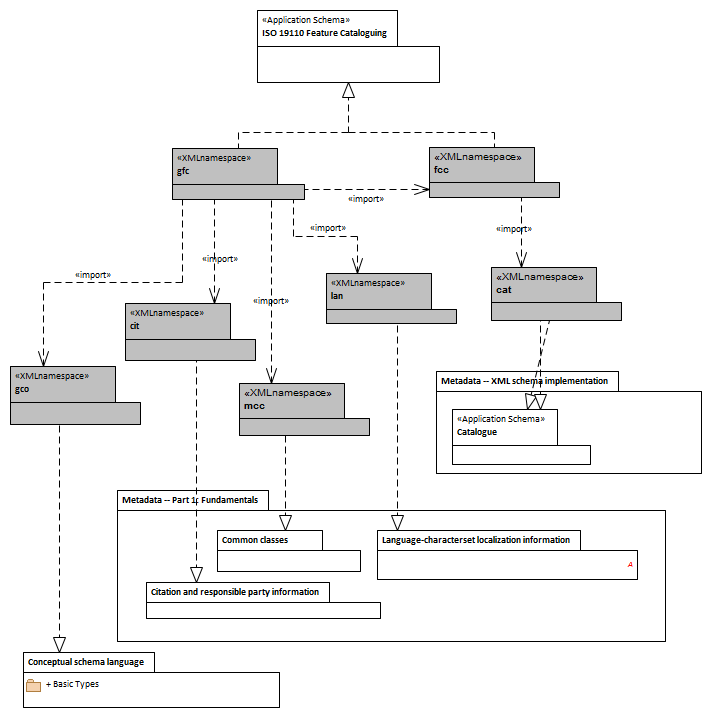 «Application Schema»
ISO 19110 Feature Cataloguing
«XMLnamespace»
gfc
«XMLnamespace»
fcc
«import»
«import»
«import»
«import»
«import»
«import»
«XMLnamespace»
lan
«XMLnamespace»
cat
«XMLnamespace»
cit
«XMLnamespace»
gco
«XMLnamespace»
mcc
Metadata -- XML schema implementation
«Application Schema»
Catalogue
Metadata -- Part 1: Fundamentals
Common classes
Language-characterset localization information
A
Citation and responsible party information
Conceptual schema language
+ Basic Types